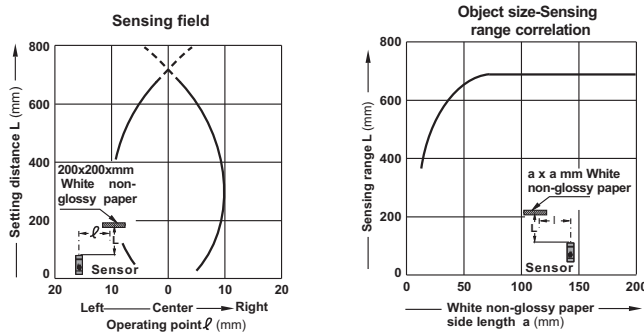 Sensing field
Setting distance L (mm)
800
600
400
200
0
200x200xmm
White non-
glossy paper
ℓ
L
Sensor
20
10
0
10
20
Left
Center
Right
Operating point ℓ (mm)
Object size-Sensing
range correlation
Sensing range L (mm)
800
600
400
200
0
a x a mm White
non-glossy paper
L
l
Sensor
0
50
100
150
200
White non-glossy paper
side length a (mm)